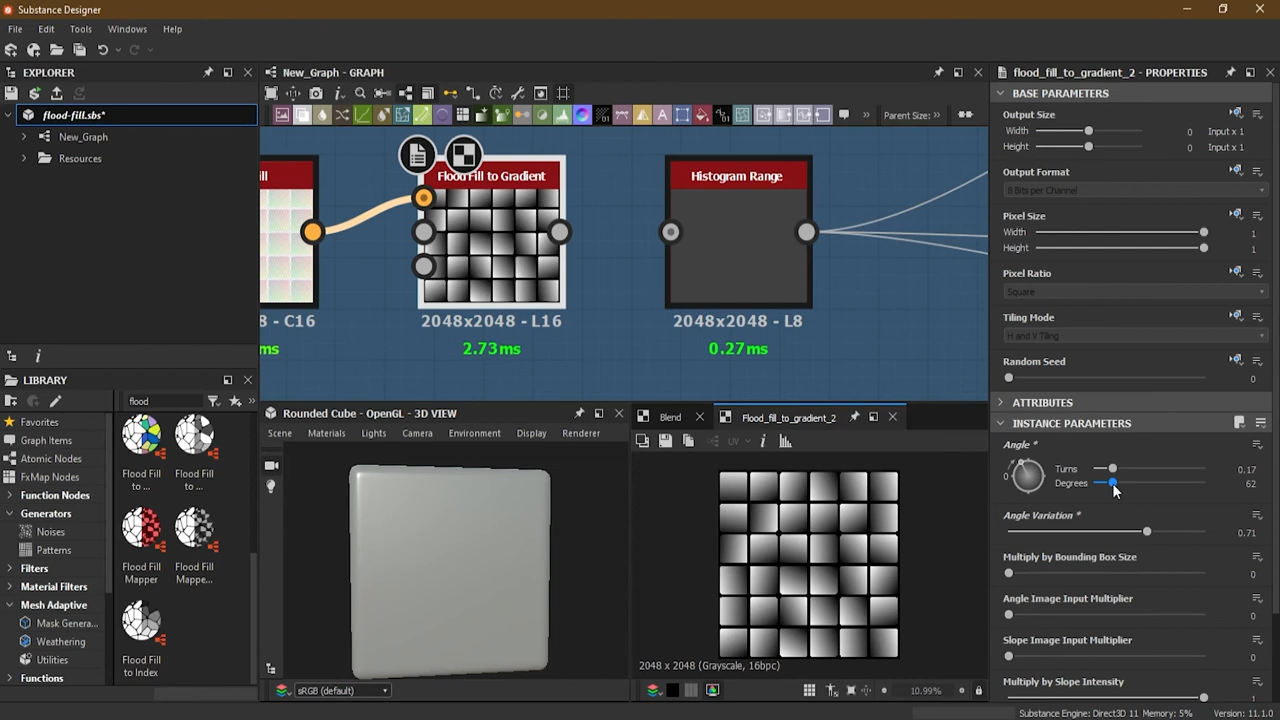 Substance Designer
File Edit Tools Windows Help
EXPLORER
flood-fill.sbs*
New_Graph
Resources
New_Graph - GRAPH
Parent Size: >>
ill
Flood Fill to Gradient
Histogram Range
8 - C16
2048x2048 - L16
2048x2048 - L8
ms
2.73ms
0.27ms
LIBRARY
flood
Favorites
Graph Items
Atomic Nodes
FxMap Nodes
Function Nodes
Generators
Noises
Patterns
Filters
Material Filters
Mesh Adaptive
Mask Genera...
Weathering
Utilities
Functions
Flood Fill to ...
Flood Fill to ...
Flood Fill Mapper
Flood Fill Mappe...
Flood Fill to Index
Rounded Cube - OpenGL - 3D VIEW
Scene Materials Lights Camera Environment Display Renderer
sRGB (default)
Blend
Flood_fill_to_gradient_2
UV
2048 x 2048 (Grayscale, 16bpc)
10.99%
flood_fill_to_gradient_2 - PROPERTIES
BASE PARAMETERS
Output Size
Width 0 Input x 1
Height 0 Input x 1
Output Format
8 Bits per Channel
Pixel Size
Width 1
Height 1
Pixel Ratio
Square
Tiling Mode
H and V Tiling
Random Seed
0
ATTRIBUTES
INSTANCE PARAMETERS
Angle *
0 Turns 0.17
Degrees 62
Angle Variation *
0.71
Multiply by Bounding Box Size
0
Angle Image Input Multiplier
0
Slope Image Input Multiplier
0
Multiply by Slope Intensity
1
Substance Engine: Direct3D 11 Memory: 5% Version: 11.1.0